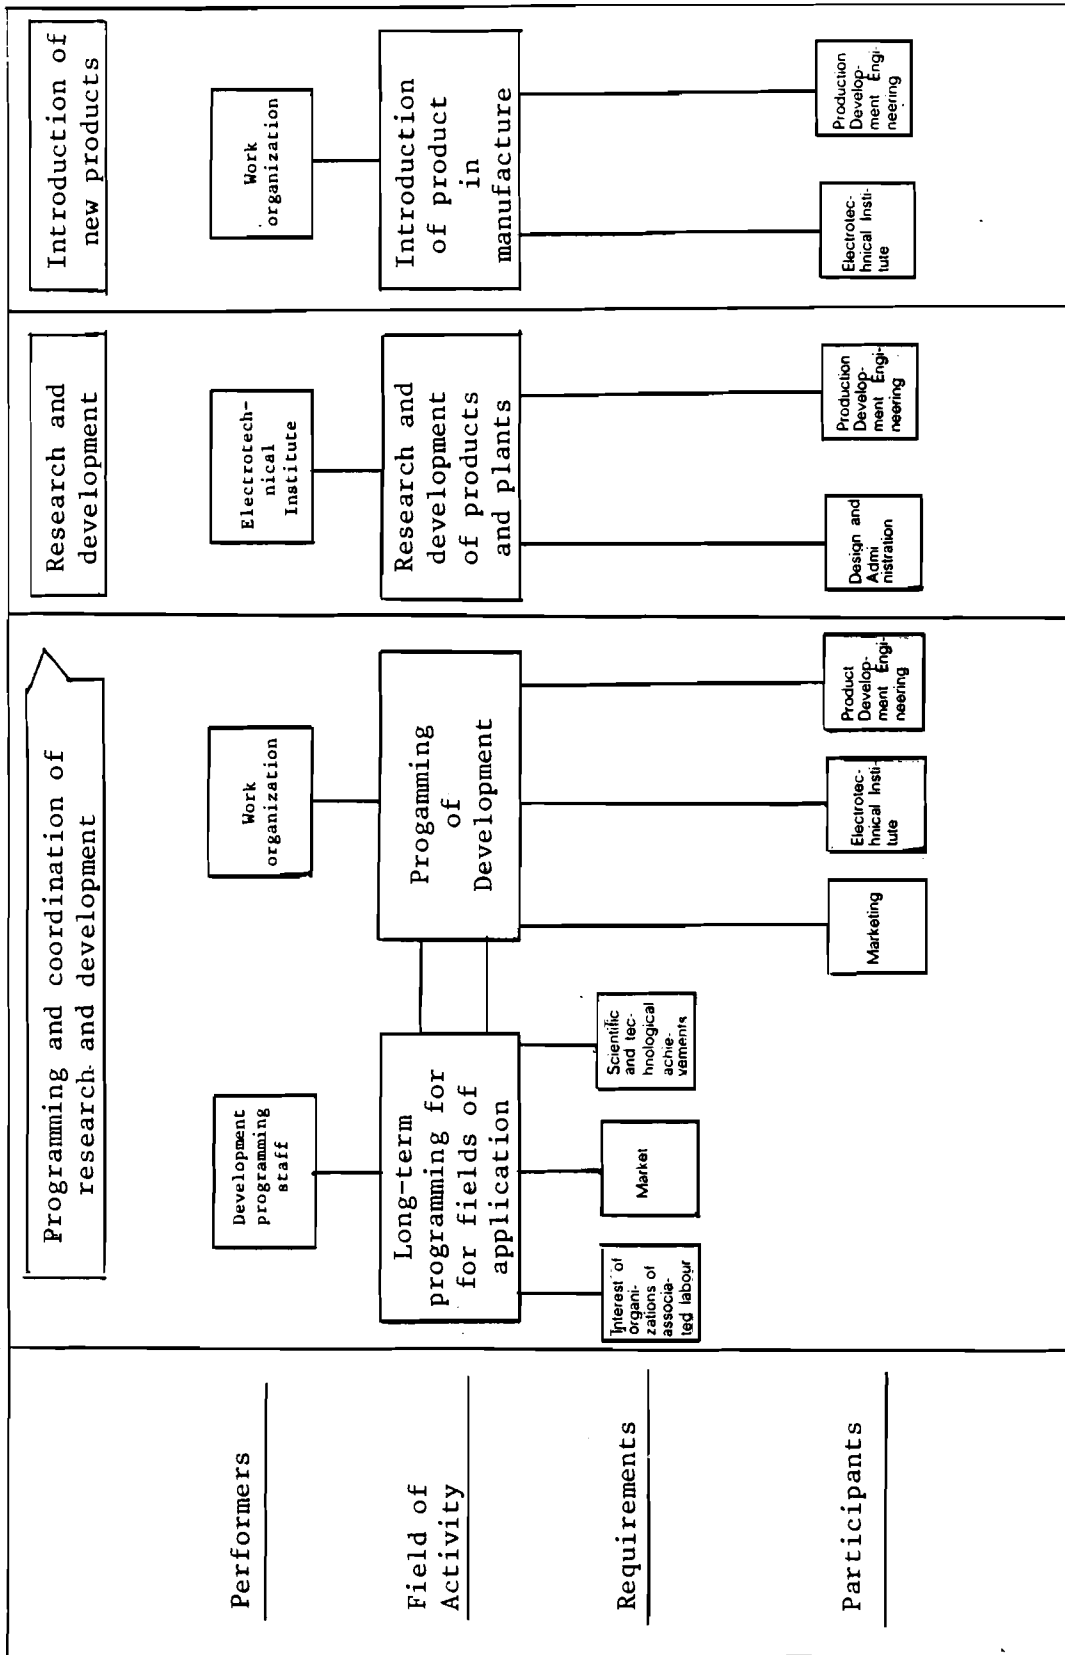 Programming and coordination of
research and development
Research and
development
Introduction of
new products
Performers
Development
programming
staff
Work
organization
Electrotech-
nical
Institute
Work
organization
Field of
Activity
Long-term
programming for
for fields of
application
Progamming
of
Development
Research and
development
of products
and plants
Introduction
of product
in
manufacture
Requirements
Interest of
organi-
zations of
associa-
ted labour
Market
Scientific
and tec-
hnological
achie-
vements
Participants
Marketing
Electrotec-
hnical Insti-
tute
Product
Develop-
ment Engi-
neering
Design and
Admi
nistration
Production
Develop-
ment Engi-
neering
Electrotec-
hnical Insti-
tute
Production
Develop-
ment Engi-
neering